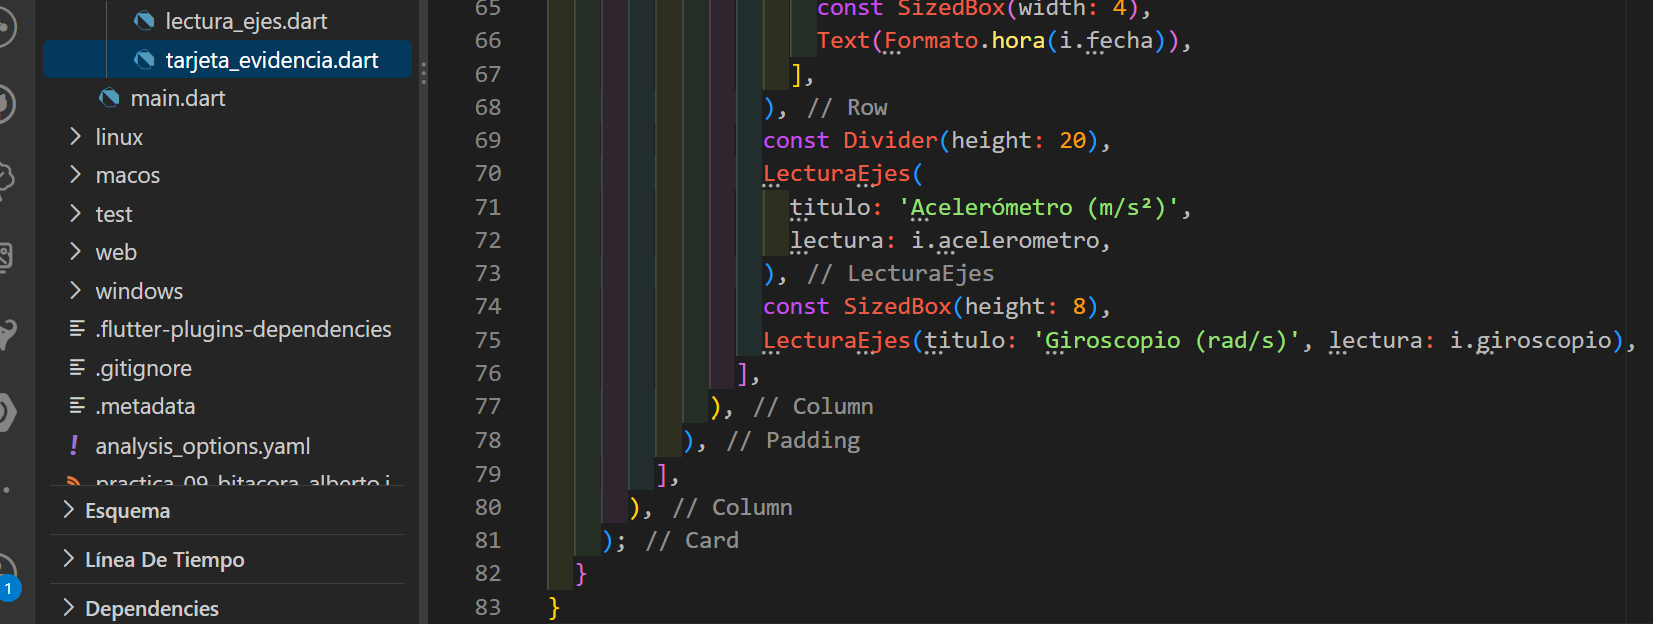 lectura_ejes.dart
tarjeta_evidencia.dart
main.dart
linux
macos
test
web
windows
.flutter-plugins-dependencies
.gitignore
.metadata
! analysis_options.yaml
practica_09_bitacora_alberto.i
Esquema
Línea De Tiempo
1
Dependencies
65 const SizedBox(width: 4),
66 Text(Formato.hora(i.fecha)),
67 ],
68 ), // Row
69 const Divider(height: 20),
70 LecturaEjes(
71 titulo: 'Acelerómetro (m/s²)',
72 lectura: i.acelerometro,
73 ), // LecturaEjes
74 const SizedBox(height: 8),
75 LecturaEjes(titulo: 'Giroscopio (rad/s)', lectura: i.giroscopio),
76 ],
77 ), // Column
78 ), // Padding
79 ],
80 ), // Column
81 ); // Card
82 }
83 }